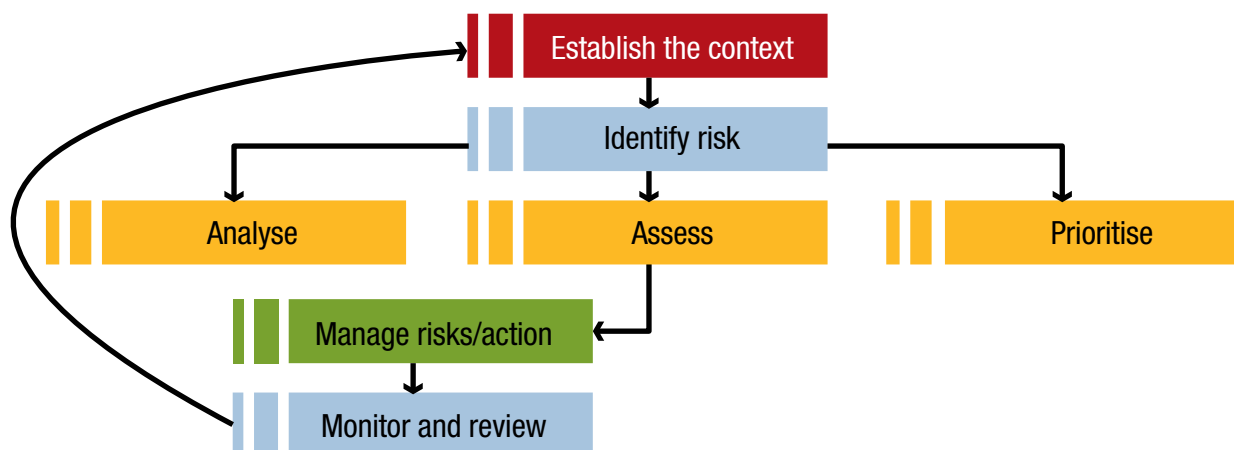 Establish the context
Identify risk
Analyse
Assess
Prioritise
Manage risks/action
Monitor and review